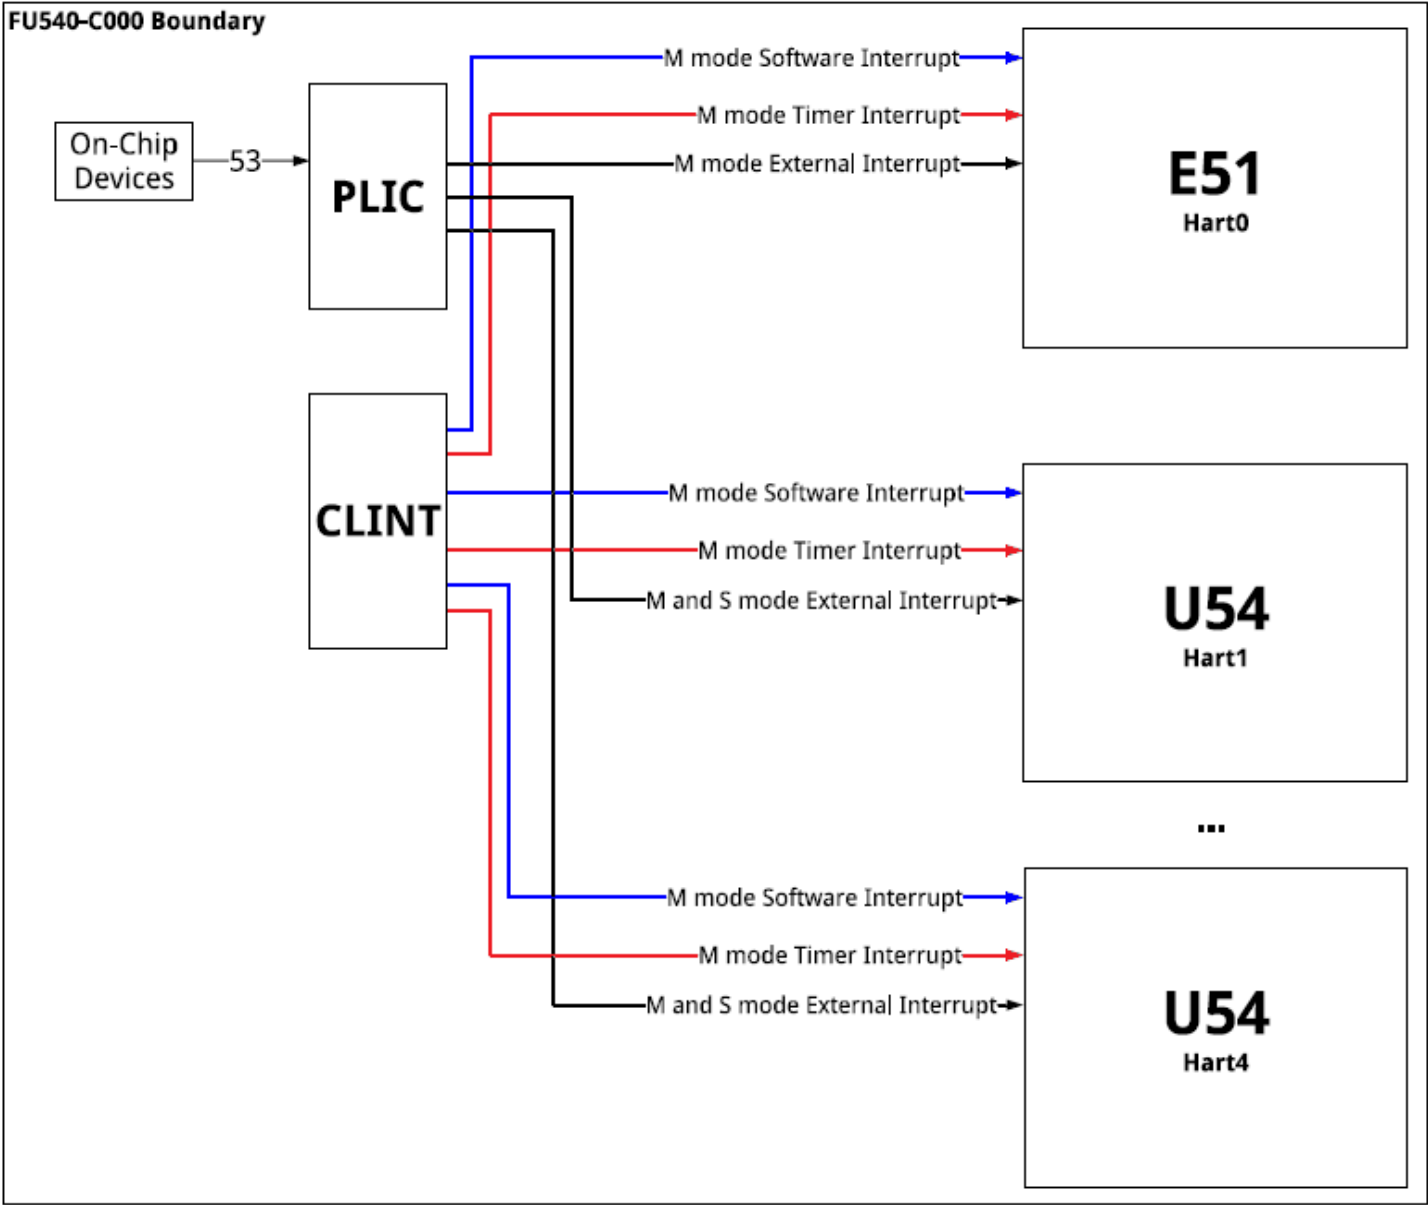 FU540-C000 Boundary
On-Chip
Devices
53
PLIC
CLINT
M mode Software Interrupt
M mode Timer Interrupt
M mode External Interrupt
E51
Hart0
M mode Software Interrupt
M mode Timer Interrupt
M and S mode External Interrupt
U54
Hart1
...
M mode Software Interrupt
M mode Timer Interrupt
M and S mode External Interrupt
U54
Hart4